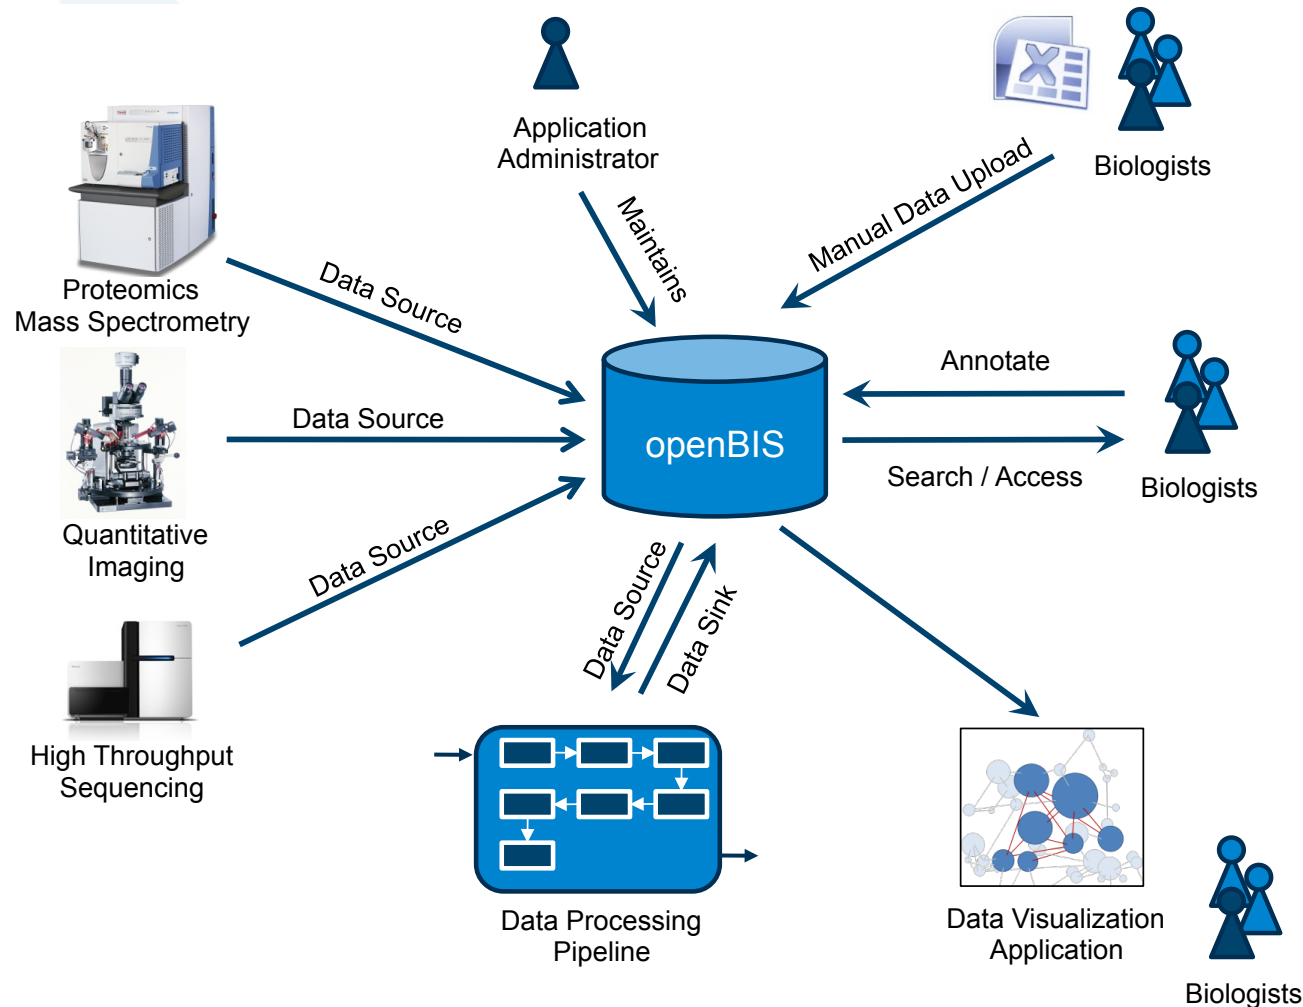 Application
Administrator
Biologists
Manual Data Upload
Maintains
Proteomics
Mass Spectrometry
Data Source
Annotate
Data Source
openBIS
Search / Access
Biologists
Quantitative
Imaging
Data Source
Data Source
Data Sink
High Throughput
Sequencing
Data Processing
Pipeline
Data Visualization
Application
Biologists